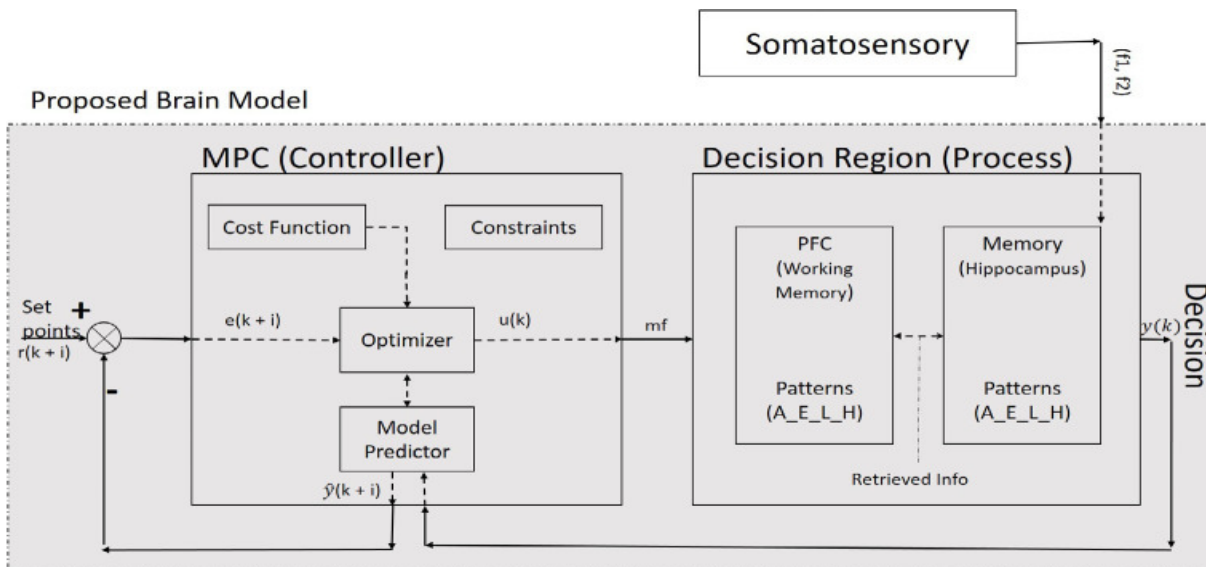 Somatosensory
(f1, f2)
Proposed Brain Model
MPC (Controller)
Decision Region (Process)
Cost Function
Constraints
PFC
(Working
Memory)
Memory
(Hippocampus)
Set
points
r(k + i)
+
-
e(k + i)
Optimizer
u(k)
mf
y(k)
Decision
Model
Predictor
ŷ(k + i)
Patterns
(A_E_L_H)
Patterns
(A_E_L_H)
Retrieved Info